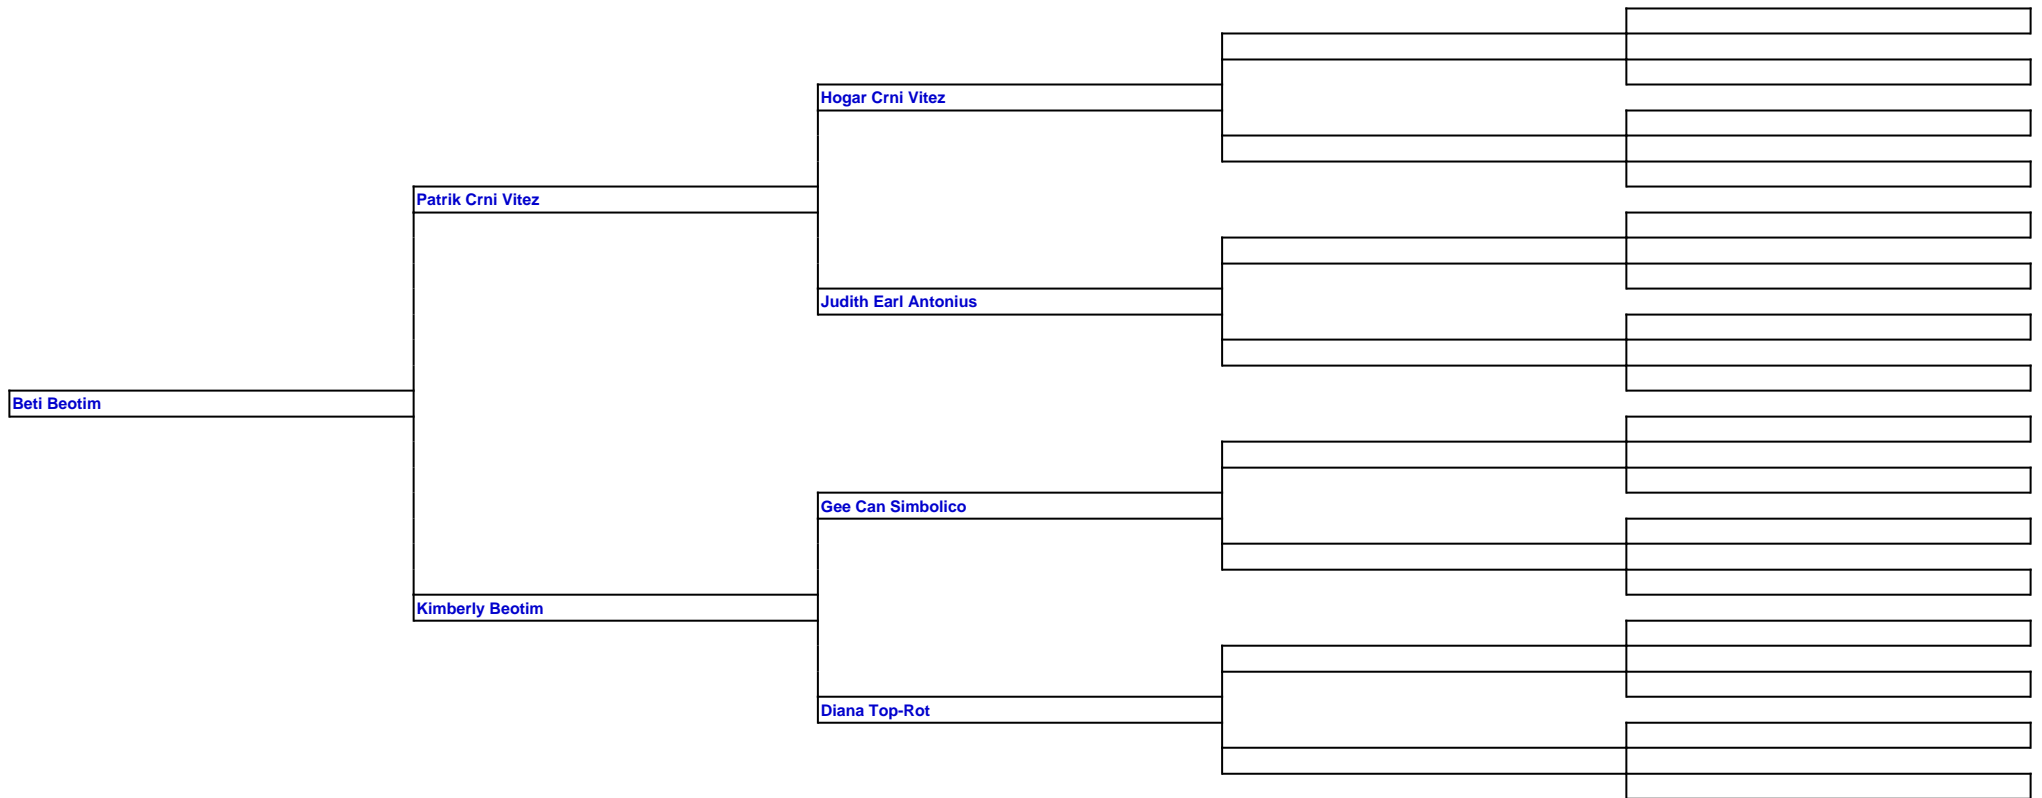 Hogar Crni Vitez
Patrik Crni Vitez
Judith Earl Antonius
Beti Beotim
Gee Can Simbolico
Kimberly Beotim
Diana Top-Rot